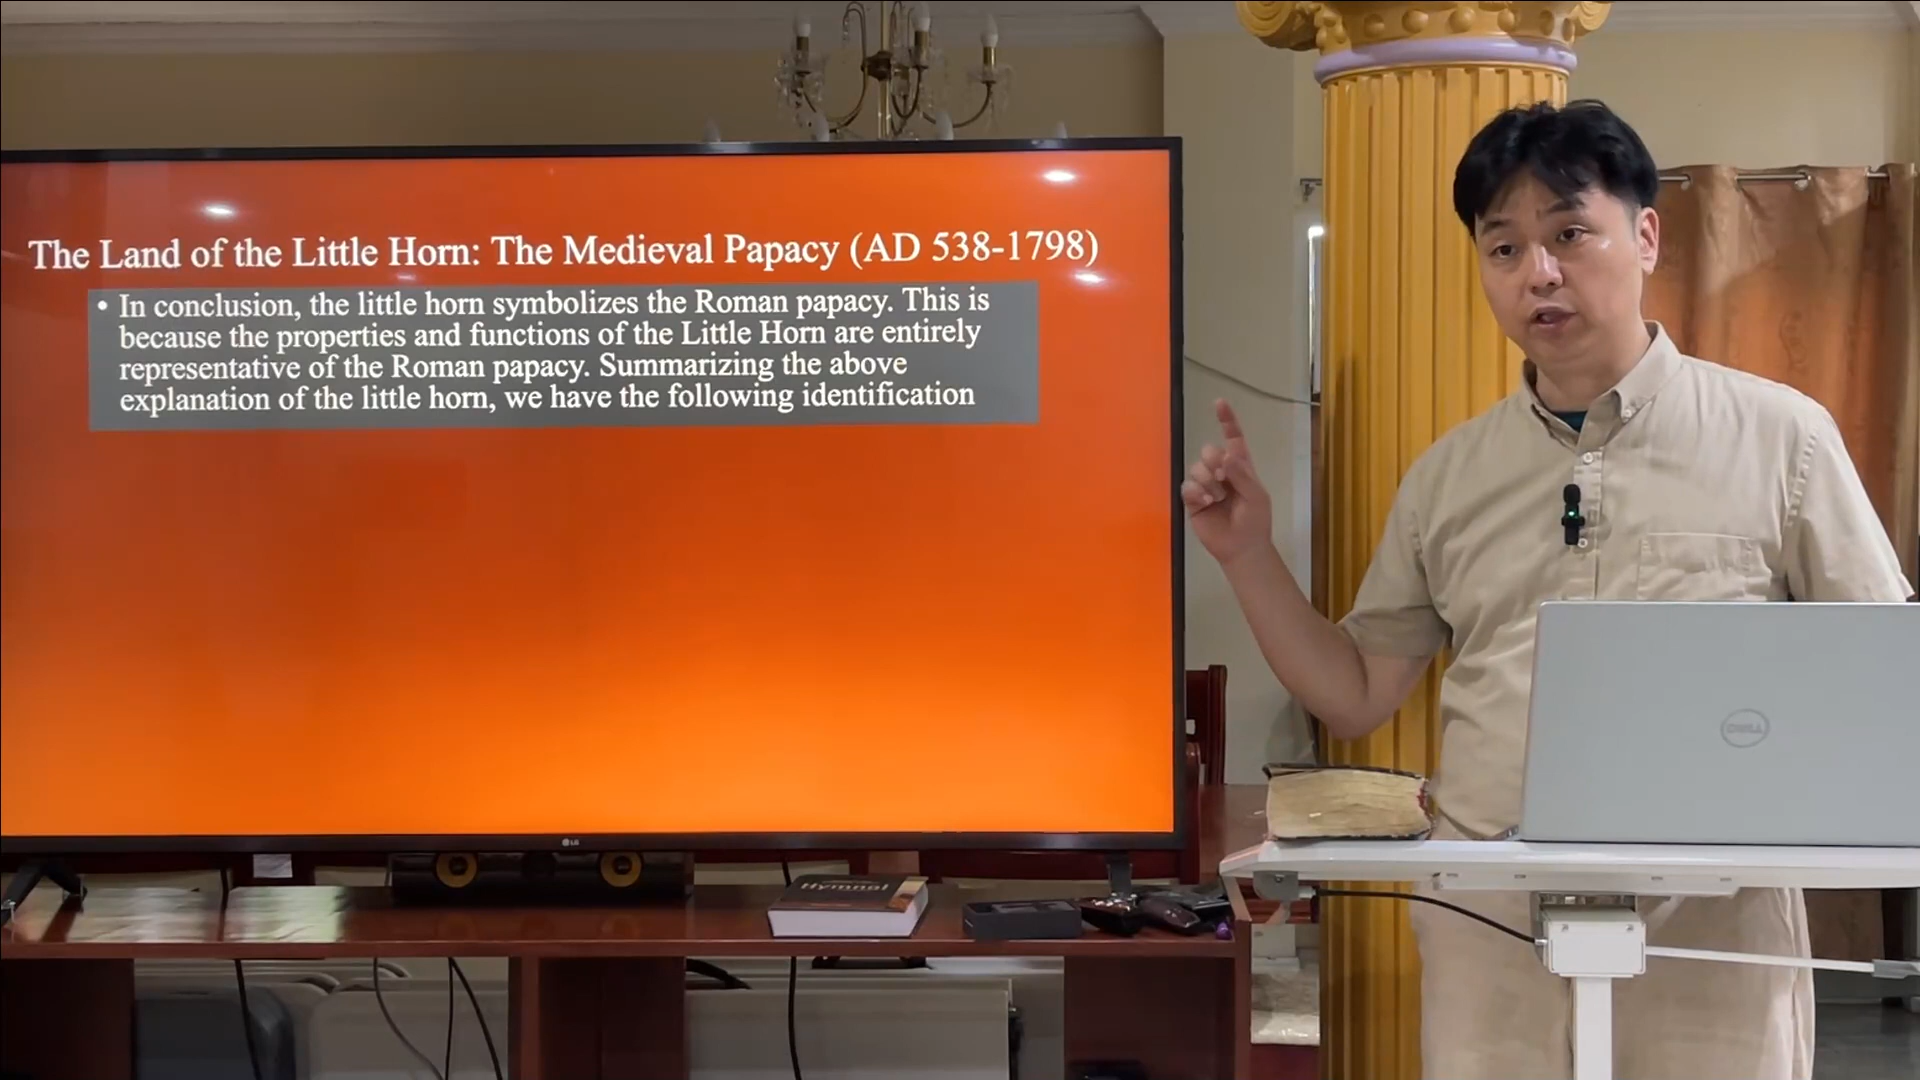 The Land of the Little Horn: The Medieval Papacy (AD 538-1798)
• In conclusion, the little horn symbolizes the Roman papacy. This is
because the properties and functions of the Little Horn are entirely
representative of the Roman papacy. Summarizing the above
explanation of the little horn, we have the following identification
LG
Hymnal
DELL